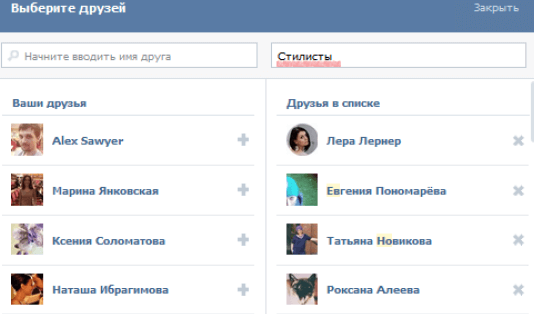 Выберите друзей
Закрыть
Начните вводить имя друга
Стилисты
Ваши друзья
Друзья в списке
Alex Sawyer
Лера Лернер
Марина Янковская
Евгения Пономарёва
Ксения Соломатова
Татьяна Новикова
Наташа Ибрагимова
Роксана Алеева